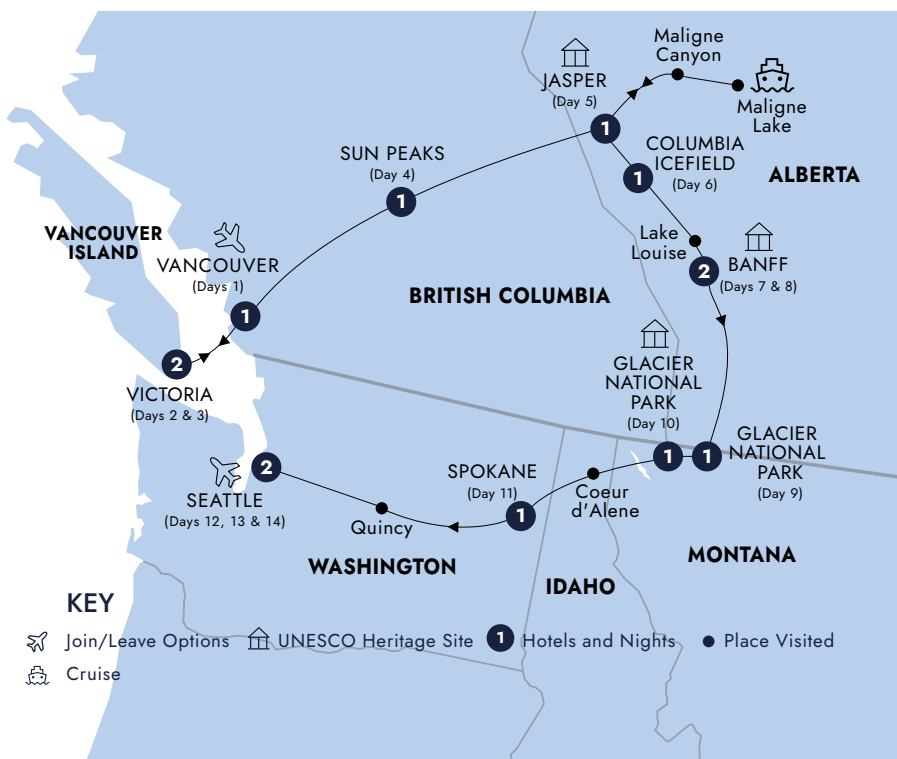 Maligne
Canyon
JASPER
(Day 5)
1
Maligne
Lake
COLUMBIA
ICEFIELD
(Day 6)
1
ALBERTA
SUN PEAKS
(Day 4)
1
VANCOUVER
ISLAND
VANCOUVER
(Days 1)
1
Lake
Louise
BANFF
(Days 7 & 8)
2
BRITISH COLUMBIA
2
VICTORIA
(Days 2 & 3)
GLACIER
NATIONAL
PARK
(Day 10)
1
1
GLACIER
NATIONAL
PARK
(Day 9)
2
SEATTLE
(Days 12, 13 & 14)
SPOKANE
(Day 11)
1
Coeur
d'Alene
Quincy
WASHINGTON
IDAHO
MONTANA
KEY
Join/Leave Options
UNESCO Heritage Site
1 Hotels and Nights
Place Visited
Cruise